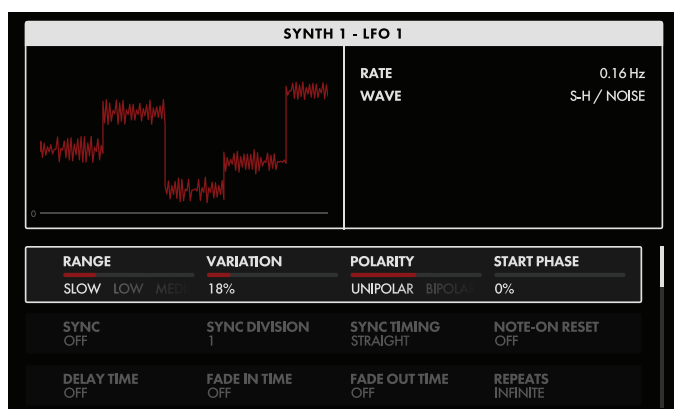 SYNTH 1 - LFO 1
RATE 0.16 Hz
WAVE S-H / NOISE
0
RANGE VARIATION POLARITY START PHASE
SLOW LOW MEDI 18% UNIPOLAR BIPOLA 0%
SYNC SYNC DIVISION SYNC TIMING NOTE-ON RESET
OFF 1 STRAIGHT OFF
DELAY TIME FADE IN TIME FADE OUT TIME REPEATS
OFF OFF OFF INFINITE